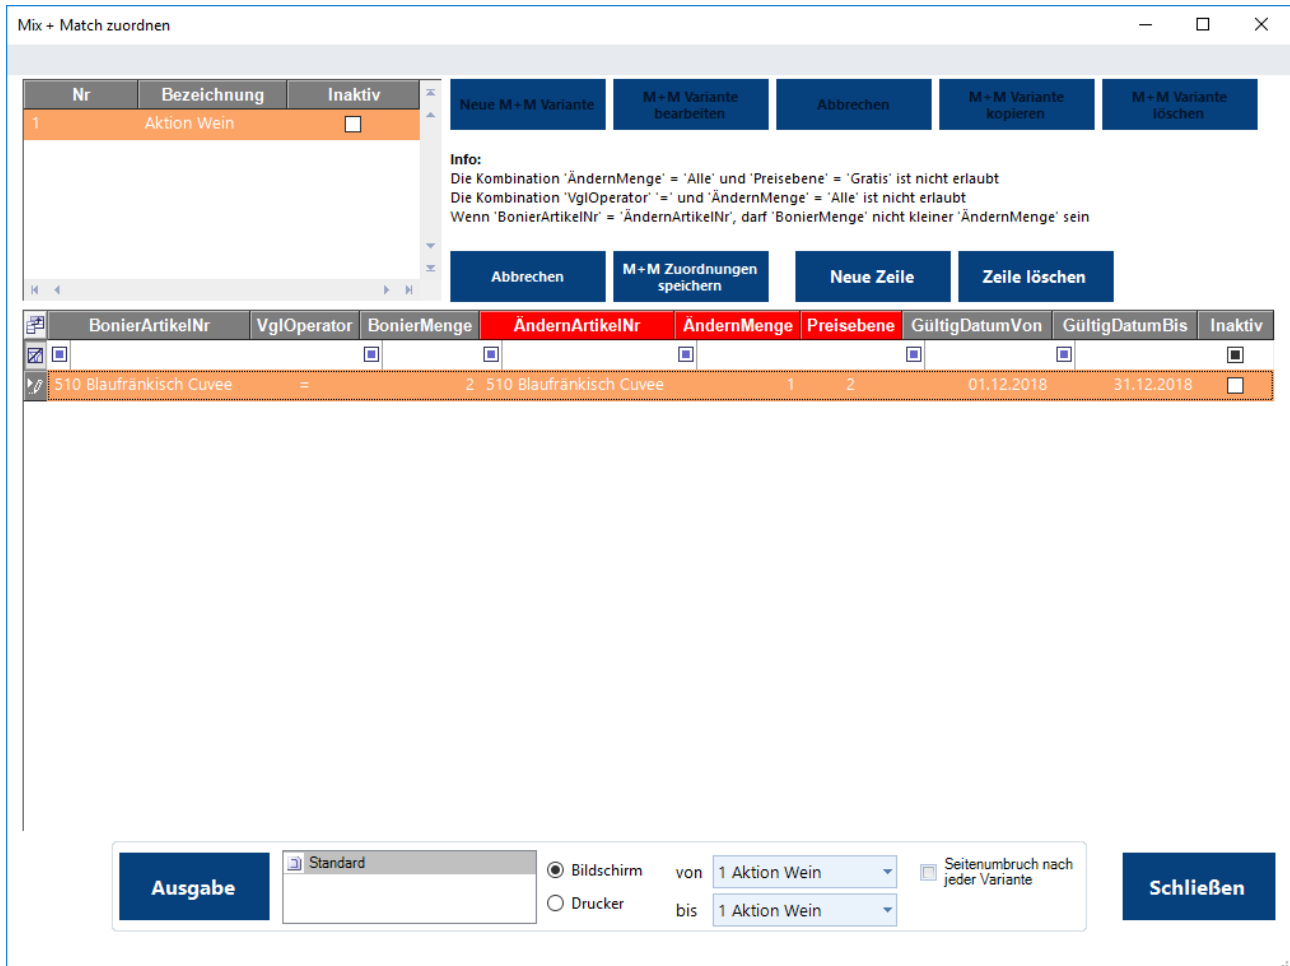 Mix + Match zuordnen
Nr Bezeichnung Inaktiv
1 Aktion Wein
Neue M+M Variante
M+M Variante
bearbeiten
Abbrechen
M+M Variante
kopieren
M+M Variante
löschen
Info:
Die Kombination 'ÄndernMenge' = 'Alle' und 'Preisebene' = 'Gratis' ist nicht erlaubt
Die Kombination 'VglOperator' '=' und 'ÄndernMenge' = 'Alle' ist nicht erlaubt
Wenn 'BonierArtikelNr' = 'ÄndernArtikelNr', darf 'BonierMenge' nicht kleiner 'ÄndernMenge' sein
Abbrechen
M+M Zuordnungen
speichern
Neue Zeile
Zeile löschen
BonierArtikelNr VglOperator BonierMenge ÄndernArtikelNr ÄndernMenge Preisebene GültigDatumVon GültigDatumBis Inaktiv
510 Blaufränkisch Cuvee = 2 510 Blaufränkisch Cuvee 1 2 01.12.2018 31.12.2018
Ausgabe
Standard
Bildschirm
Drucker
von 1 Aktion Wein
bis 1 Aktion Wein
Seitenumbruch nach
jeder Variante
Schließen